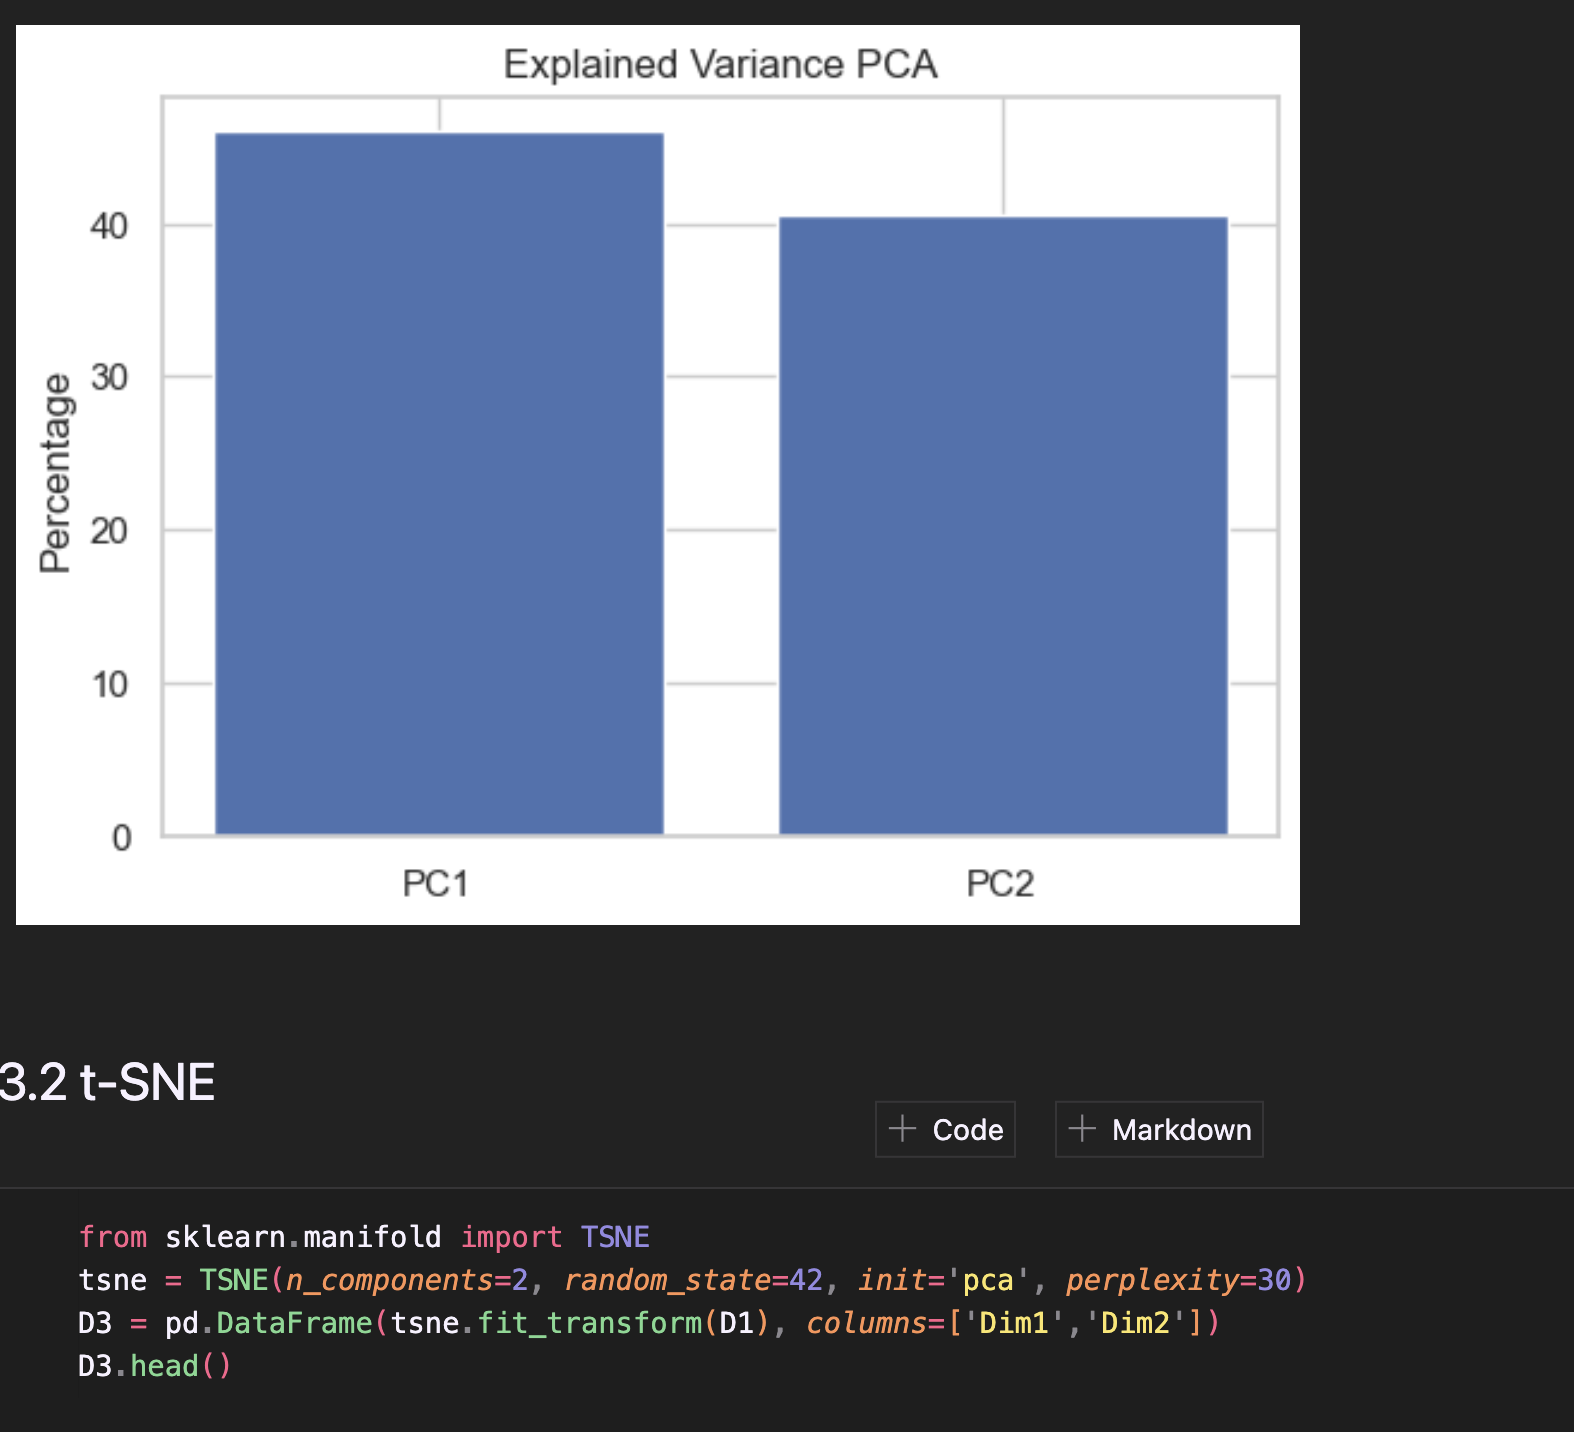 Explained Variance PCA
Percentage
40
30
20
10
0
PC1
PC2
3.2 t-SNE
+ Code
+ Markdown
from sklearn.manifold import TSNE
tsne = TSNE(n_components=2, random_state=42, init='pca', perplexity=30)
D3 = pd.DataFrame(tsne.fit_transform(D1), columns=['Dim1','Dim2'])
D3.head()